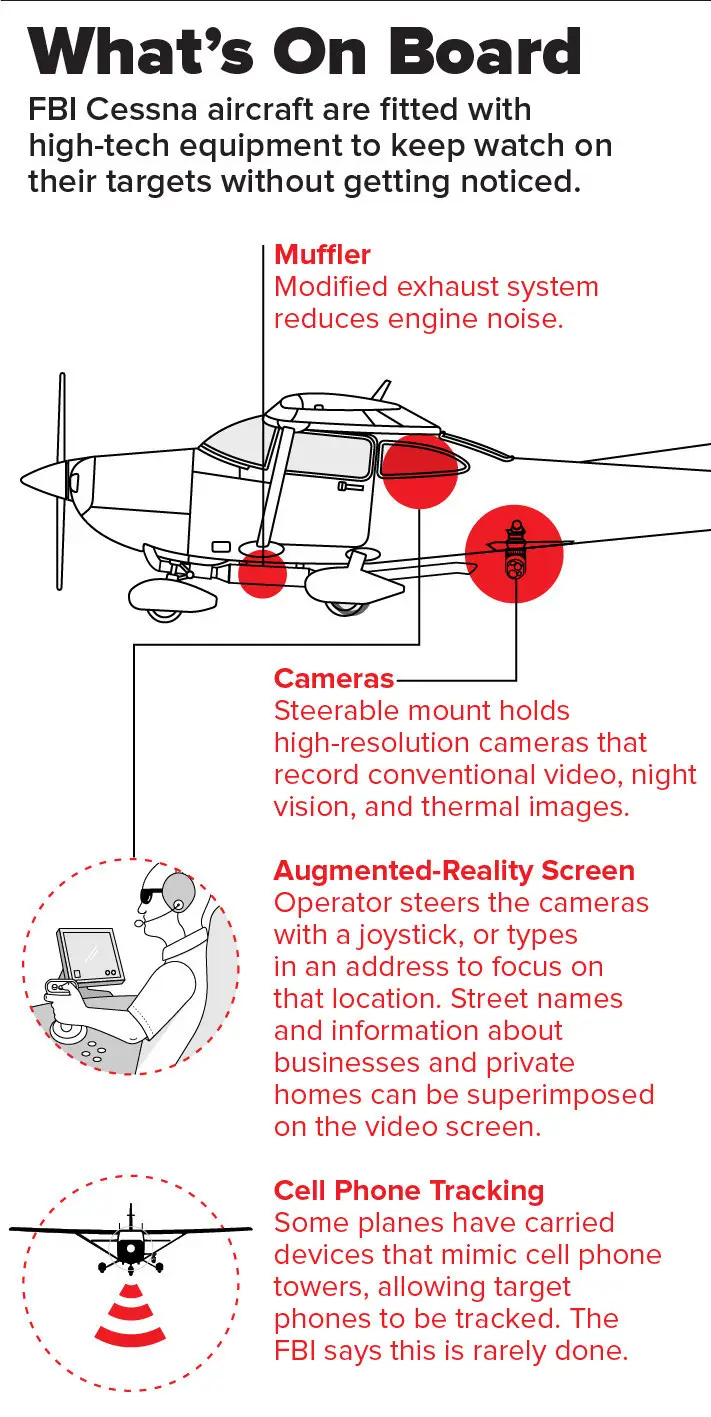 What's On Board
FBI Cessna aircraft are fitted with
high-tech equipment to keep watch on
their targets without getting noticed.
Muffler
Modified exhaust system
reduces engine noise.
Cameras
Steerable mount holds
high-resolution cameras that
record conventional video, night
vision, and thermal images.
Augmented-Reality Screen
Operator steers the cameras
with a joystick, or types
in an address to focus on
that location. Street names
and information about
businesses and private
homes can be superimposed
on the video screen.
Cell Phone Tracking
Some planes have carried
devices that mimic cell phone
towers, allowing target
phones to be tracked. The
FBI says this is rarely done.